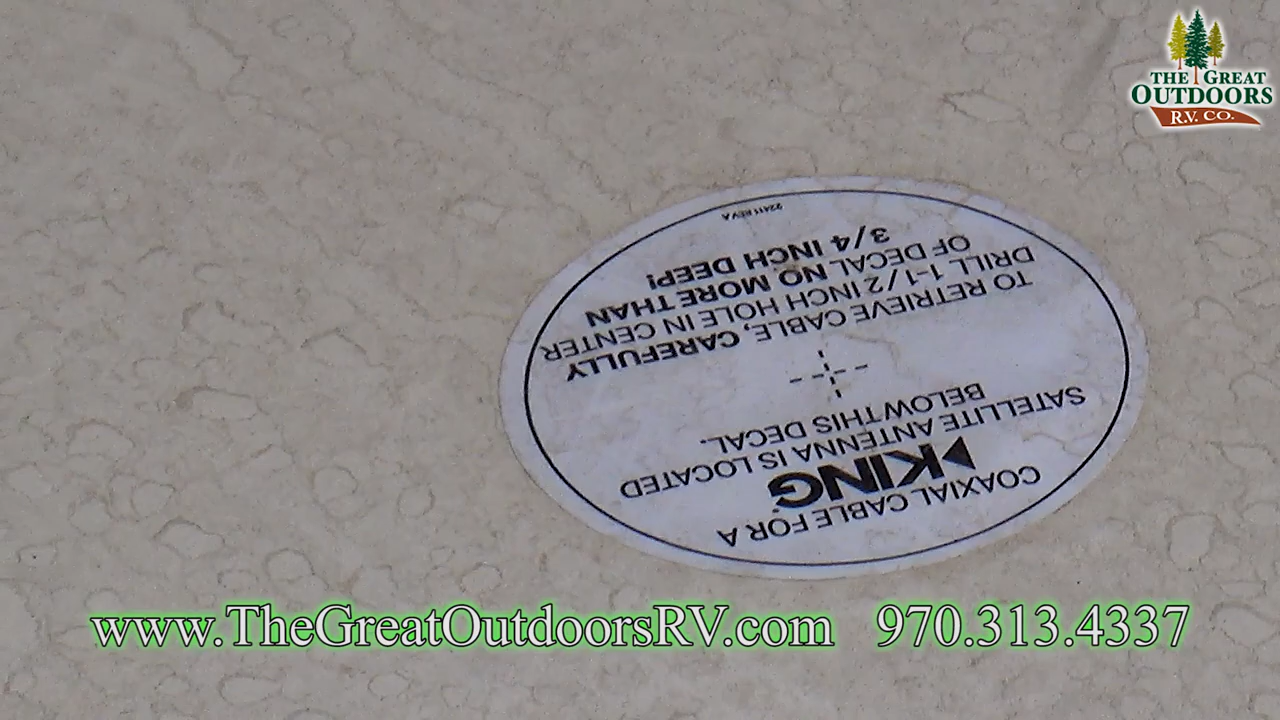 THE GREAT
OUTDOORS
R.V. CO.
COAXIAL CABLE FOR A
KING
SATELLITE ANTENNA IS LOCATED
BELOW THIS DECAL.
TO RETRIEVE CABLE, CAREFULLY
DRILL 1-1/2 INCH HOLE IN CENTER
OF DECAL NO MORE THAN
3/4 INCH DEEP!
22411 REV A
www.TheGreatOutdoorsRV.com 970.313.4337